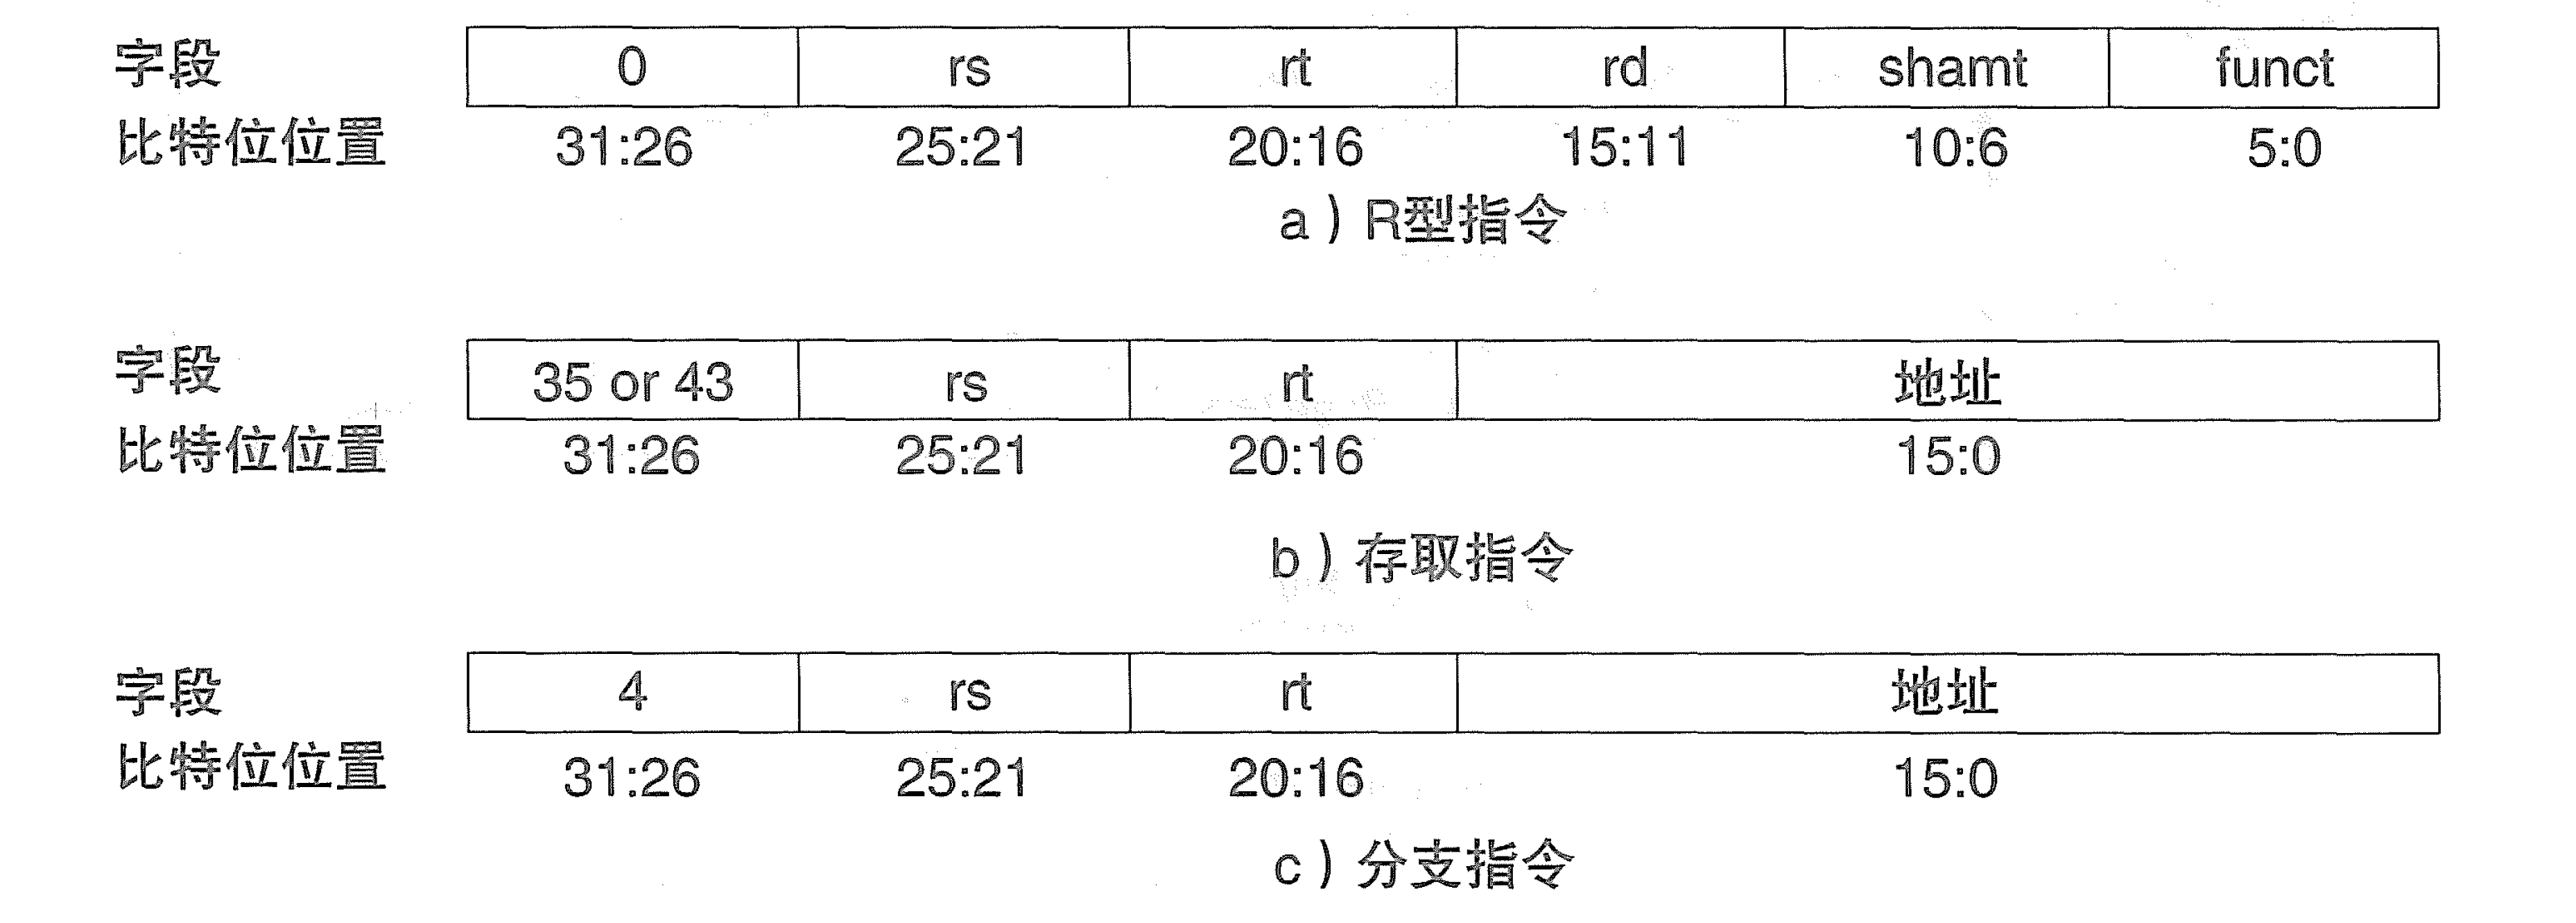 字段 0 rs rt rd shamt funct
比特位位置 31:26 25:21 20:16 15:11 10:6 5:0
a）R型指令
字段 35 or 43 rs rt 地址
比特位位置 31:26 25:21 20:16 15:0
b）存取指令
字段 4 rs rt 地址
比特位位置 31:26 25:21 20:16 15:0
c）分支指令